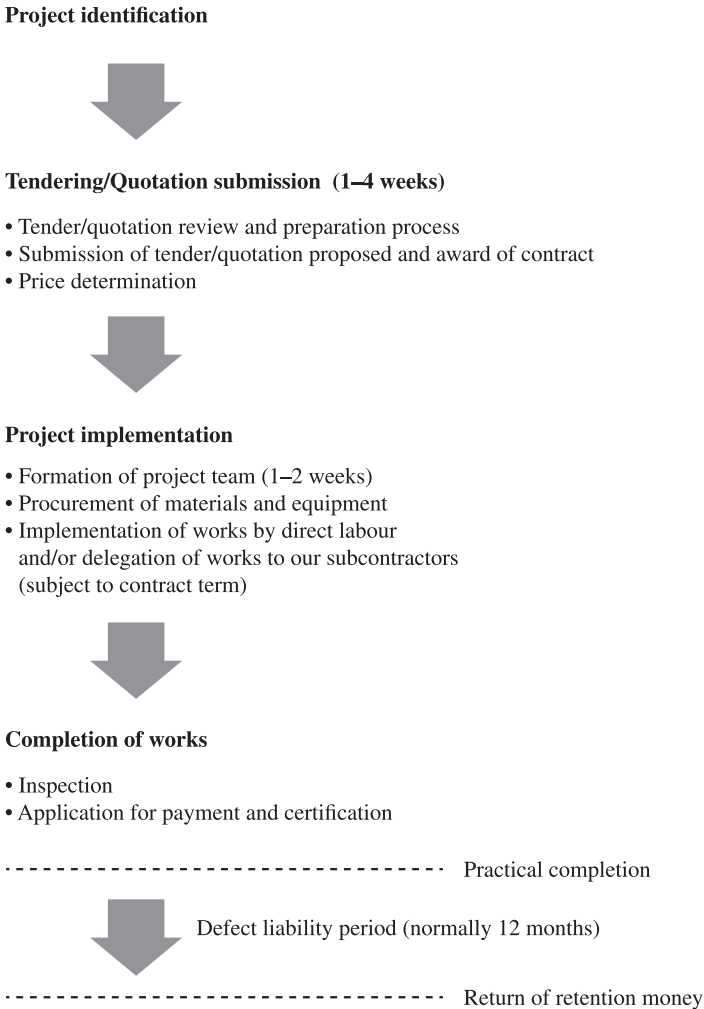 Project identification
Tendering/Quotation submission (1–4 weeks)
• Tender/quotation review and preparation process
• Submission of tender/quotation proposed and award of contract
• Price determination
Project implementation
• Formation of project team (1–2 weeks)
• Procurement of materials and equipment
• Implementation of works by direct labour
and/or delegation of works to our subcontractors
(subject to contract term)
Completion of works
• Inspection
• Application for payment and certification
Practical completion
Defect liability period (normally 12 months)
Return of retention money